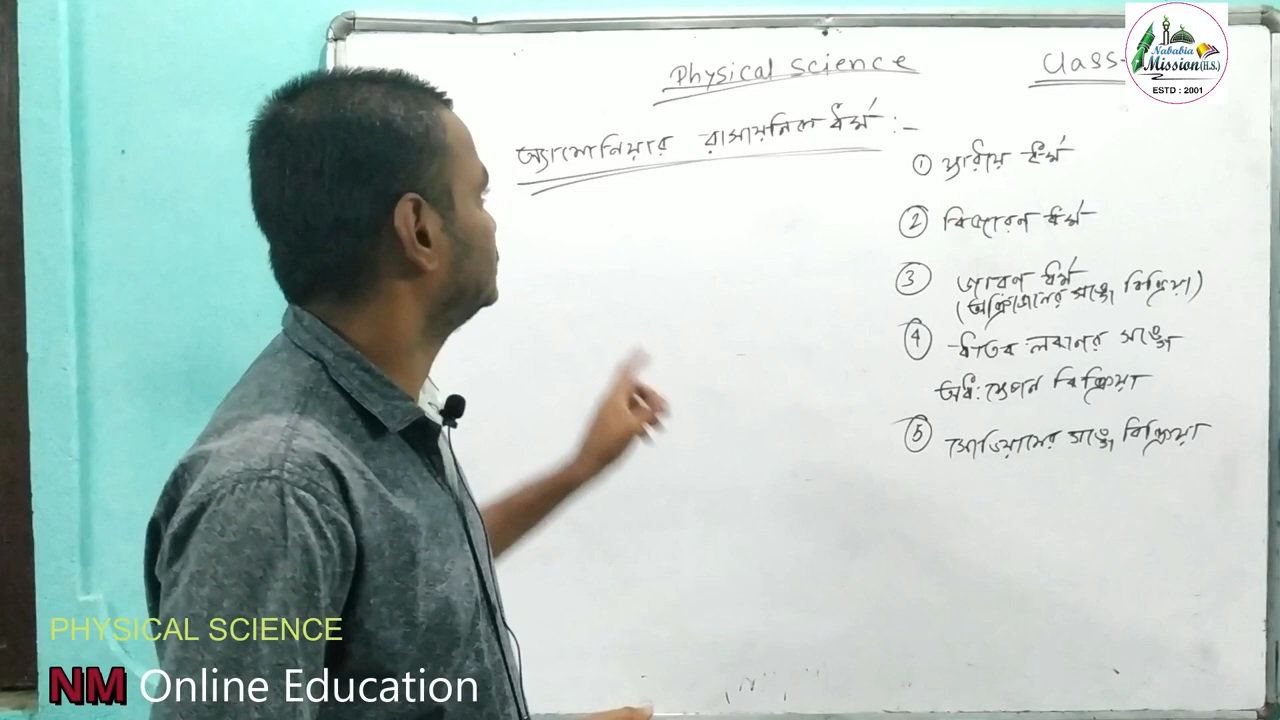 Physical Science
Class-
অ্যামোনিয়ার রাসায়নিক ধর্ম :-
① ক্ষারীয় ধর্ম
② বিজারণ ধর্ম
③ জারণ ধর্ম
(অক্সিজেনের সঙ্গে বিক্রিয়া)
④ ধাতব লবণের সঙ্গে
অধঃক্ষেপন বিক্রিয়া
⑤ সোডিয়ামের সঙ্গে বিক্রিয়া
Nababia
Mission(H.S.)
ESTD : 2001
PHYSICAL SCIENCE
NM Online Education